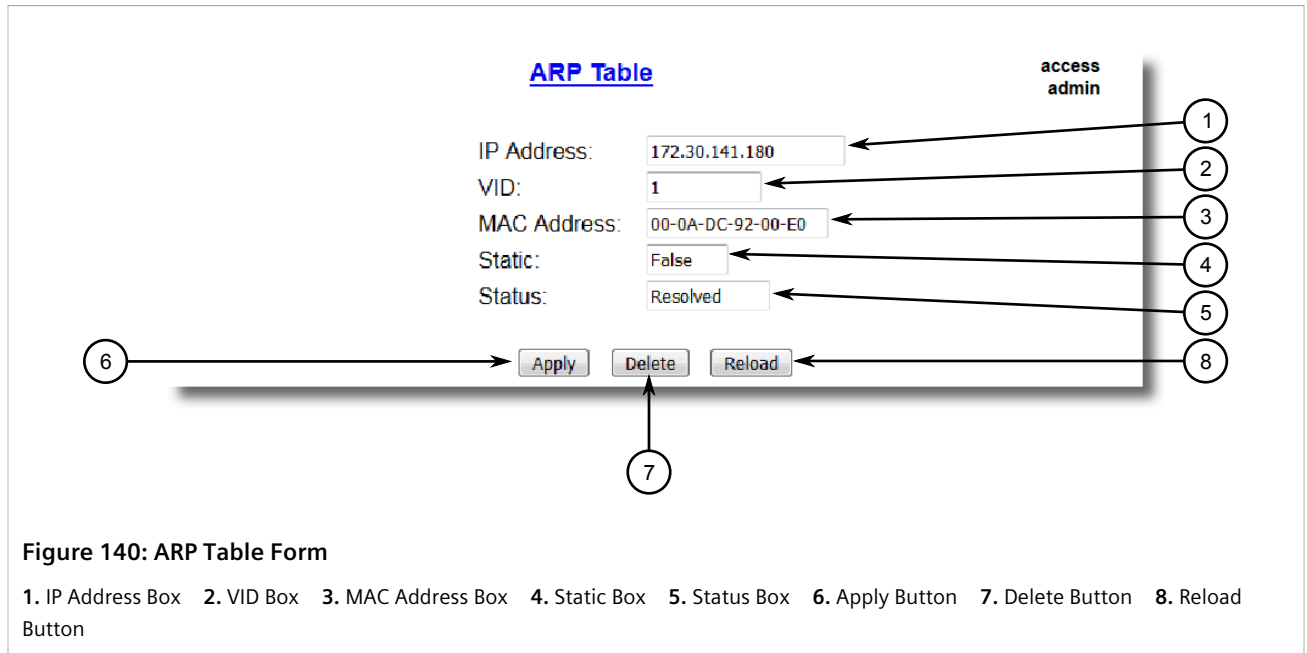 ARP Table
access
admin
IP Address: 172.30.141.180
1
VID: 1
2
MAC Address: 00-0A-DC-92-00-E0
3
Static: False
4
Status: Resolved
5
6
Apply Delete Reload
8
7
Figure 140: ARP Table Form
1. IP Address Box 2. VID Box 3. MAC Address Box 4. Static Box 5. Status Box 6. Apply Button 7. Delete Button 8. Reload
Button